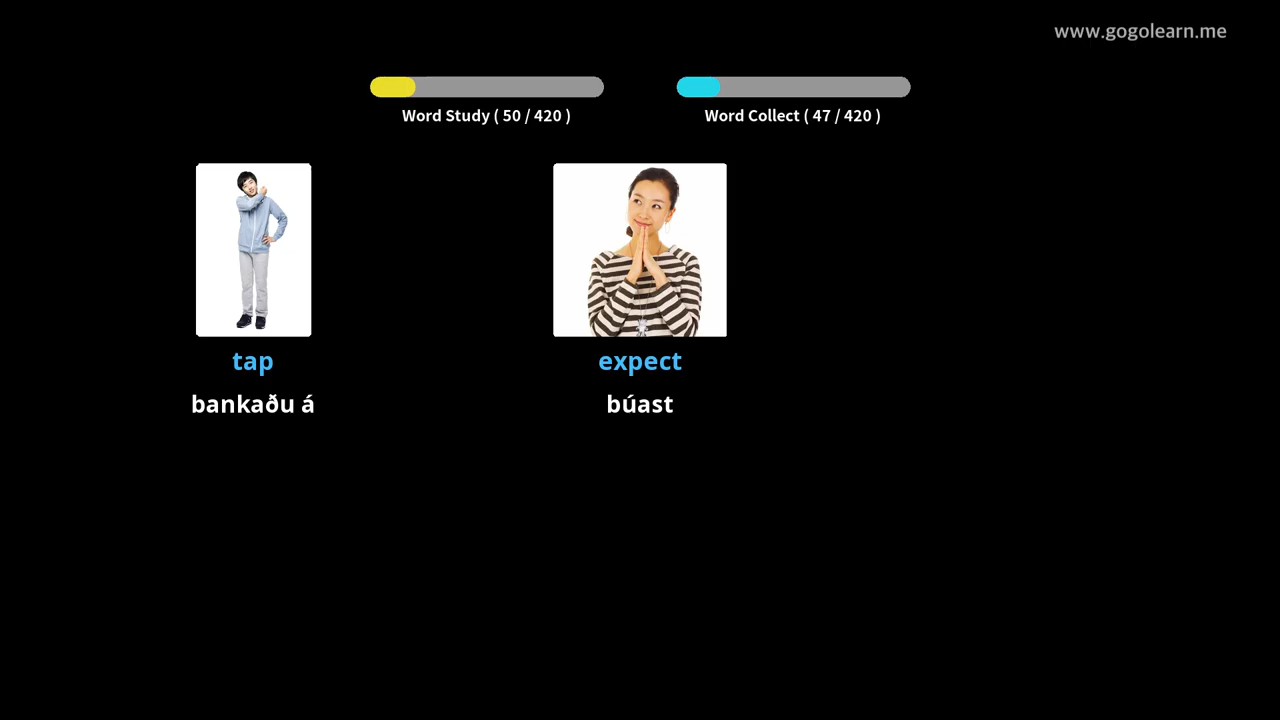 www.gogolearn.me
Word Study ( 50 / 420 )
Word Collect ( 47 / 420 )
tap
bankaðu á
expect
búast